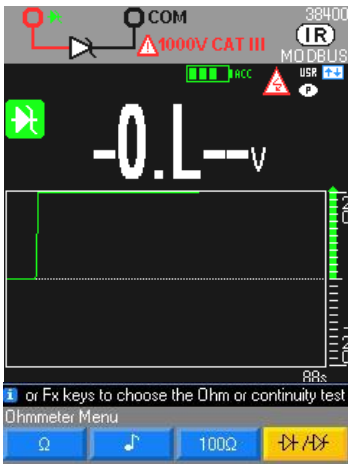 COM
38400
1000V CAT III
IR
MODBUS
ACC
USR
P
-0.L--V
88s
i or Fx keys to choose the Ohm or continuity test
Ohmmeter Menu
Ω
100Ω